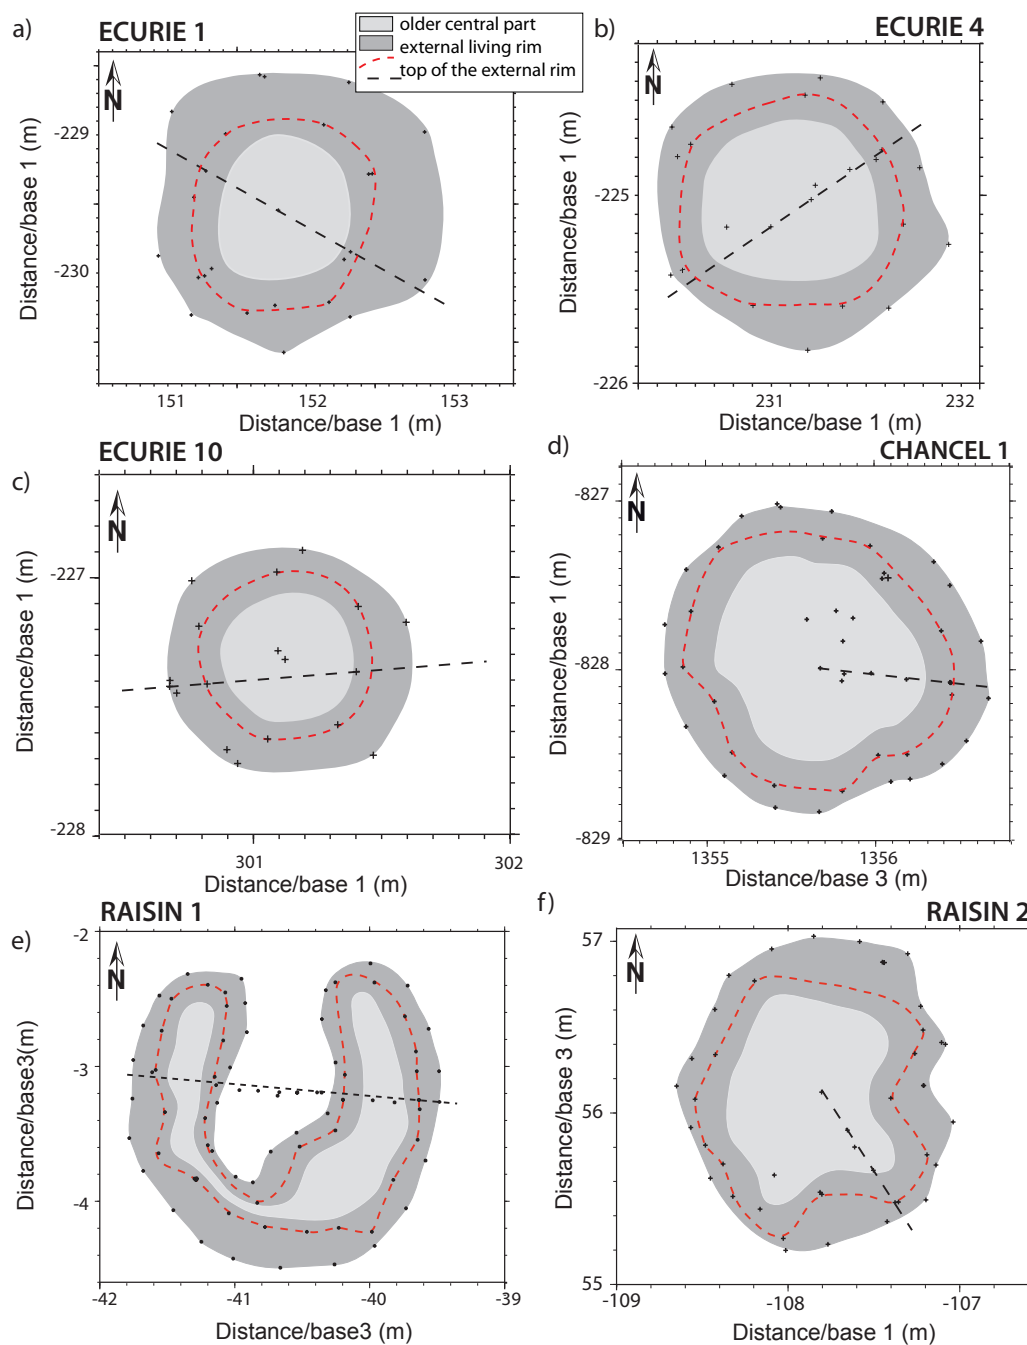 a)
ECURIE 1
older central part
external living rim
top of the external rim
b)
ECURIE 4
N
-229
-230
Distance/base 1 (m)
151
152
153
Distance/base 1 (m)
N
-225
-226
Distance/base 1 (m)
231
232
Distance/base 1 (m)
c)
ECURIE 10
N
-227
-228
Distance/base 1 (m)
301
302
Distance/base 1 (m)
d)
CHANCEL 1
N
-827
-828
-829
Distance/base 1 (m)
1355
1356
Distance/base 3 (m)
e)
RAISIN 1
N
-2
-3
-4
Distance/base3(m)
-42
-41
-40
-39
Distance/base3 (m)
f)
RAISIN 2
N
57
56
55
Distance/base 3 (m)
-109
-108
-107
Distance/base 1 (m)